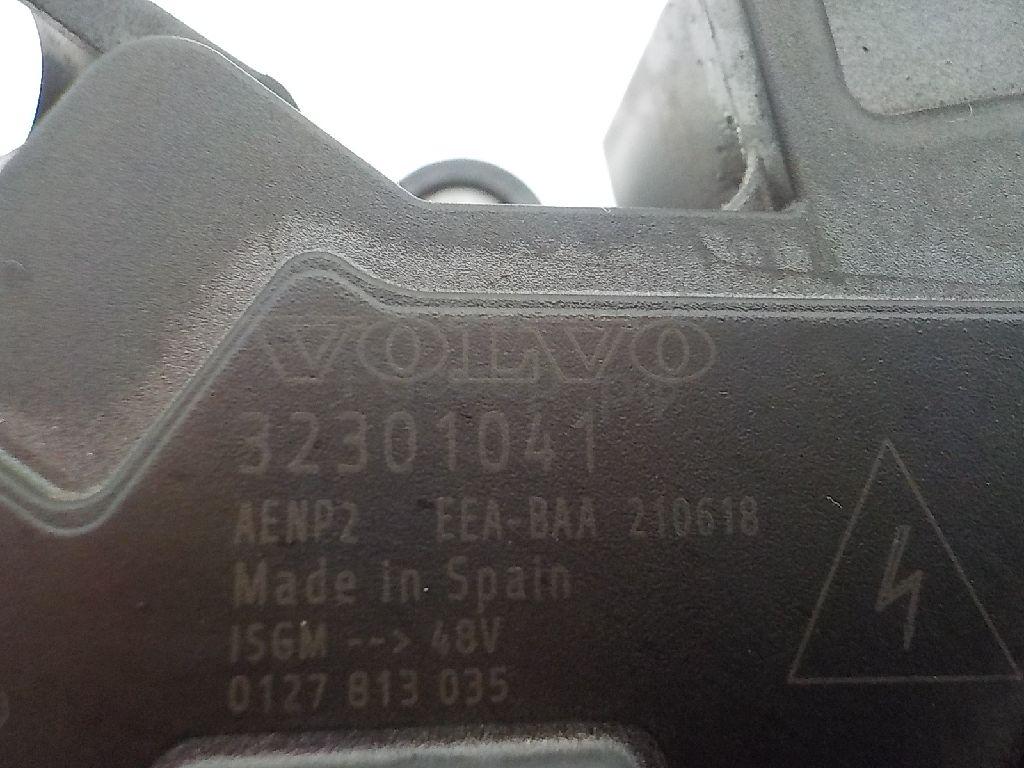 VOLVO
32301041
AENP2 EEA-BAA 210618
Made in Spain
ISGM --> 48V
0127 813 035